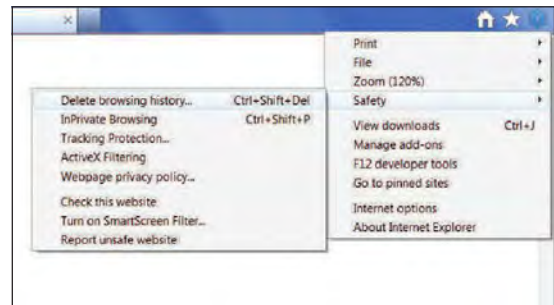 Print
File
Zoom (120%)
Safety
View downloads Ctrl+J
Manage add-ons
F12 developer tools
Go to pinned sites
Internet options
About Internet Explorer
Delete browsing history... Ctrl+Shift+Del
InPrivate Browsing Ctrl+Shift+P
Tracking Protection...
ActiveX Filtering
Webpage privacy policy...
Check this website
Turn on SmartScreen Filter...
Report unsafe website